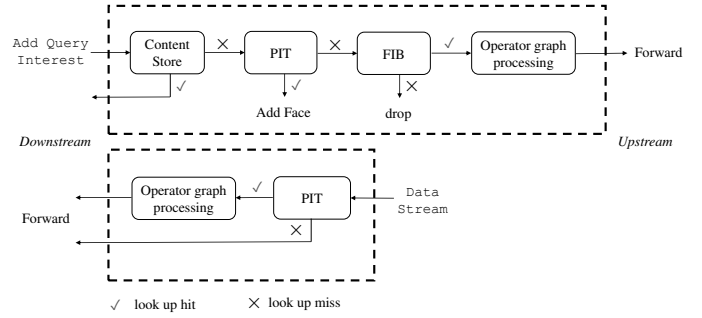 Add Query
Interest
Content
Store
PIT
FIB
Operator graph
processing
Forward
Add Face
drop
Downstream
Upstream
Operator graph
processing
PIT
Data
Stream
Forward
✓ look up hit
✕ look up miss